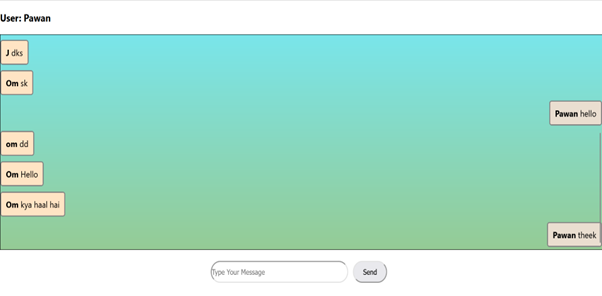 User: Pawan
J dks
Om sk
Pawan hello
om dd
Om Hello
Om kya haal hai
Pawan theek
Type Your Message
Send